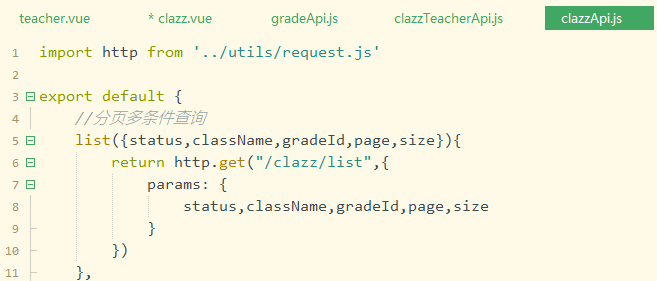 teacher.vue * clazz.vue gradeApi.js clazzTeacherApi.js clazzApi.js
1 import http from '../utils/request.js'
2
3 export default {
4 //分页多条件查询
5 list({status,className,gradeId,page,size}){
6 return http.get("/clazz/list",{
7 params: {
8 status,className,gradeId,page,size
9 }
10 })
11 },